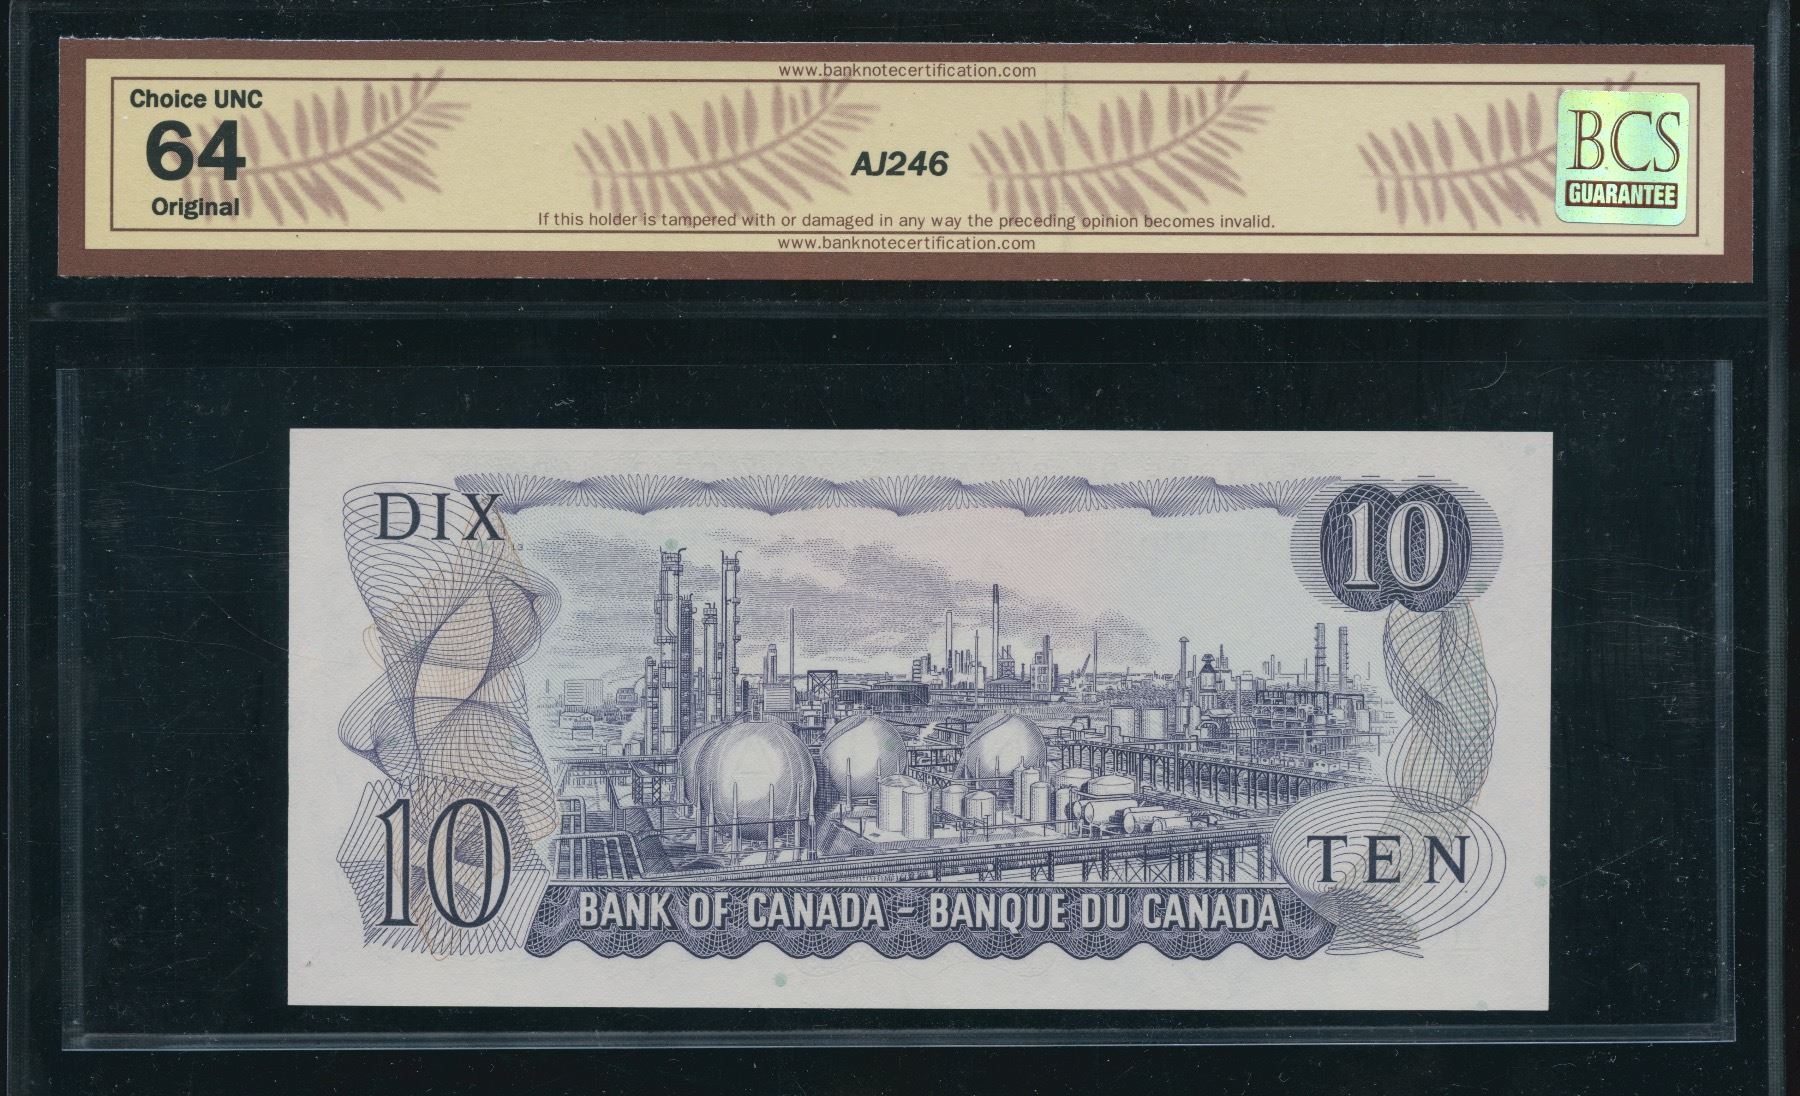 www.banknotecertification.com
Choice UNC
64
Original
AJ246
BCS
GUARANTEE
If this holder is tampered with or damaged in any way the preceding opinion becomes invalid.
www.banknotecertification.com
DIX
10
13
10
TEN
BANK OF CANADA - BANQUE DU CANADA